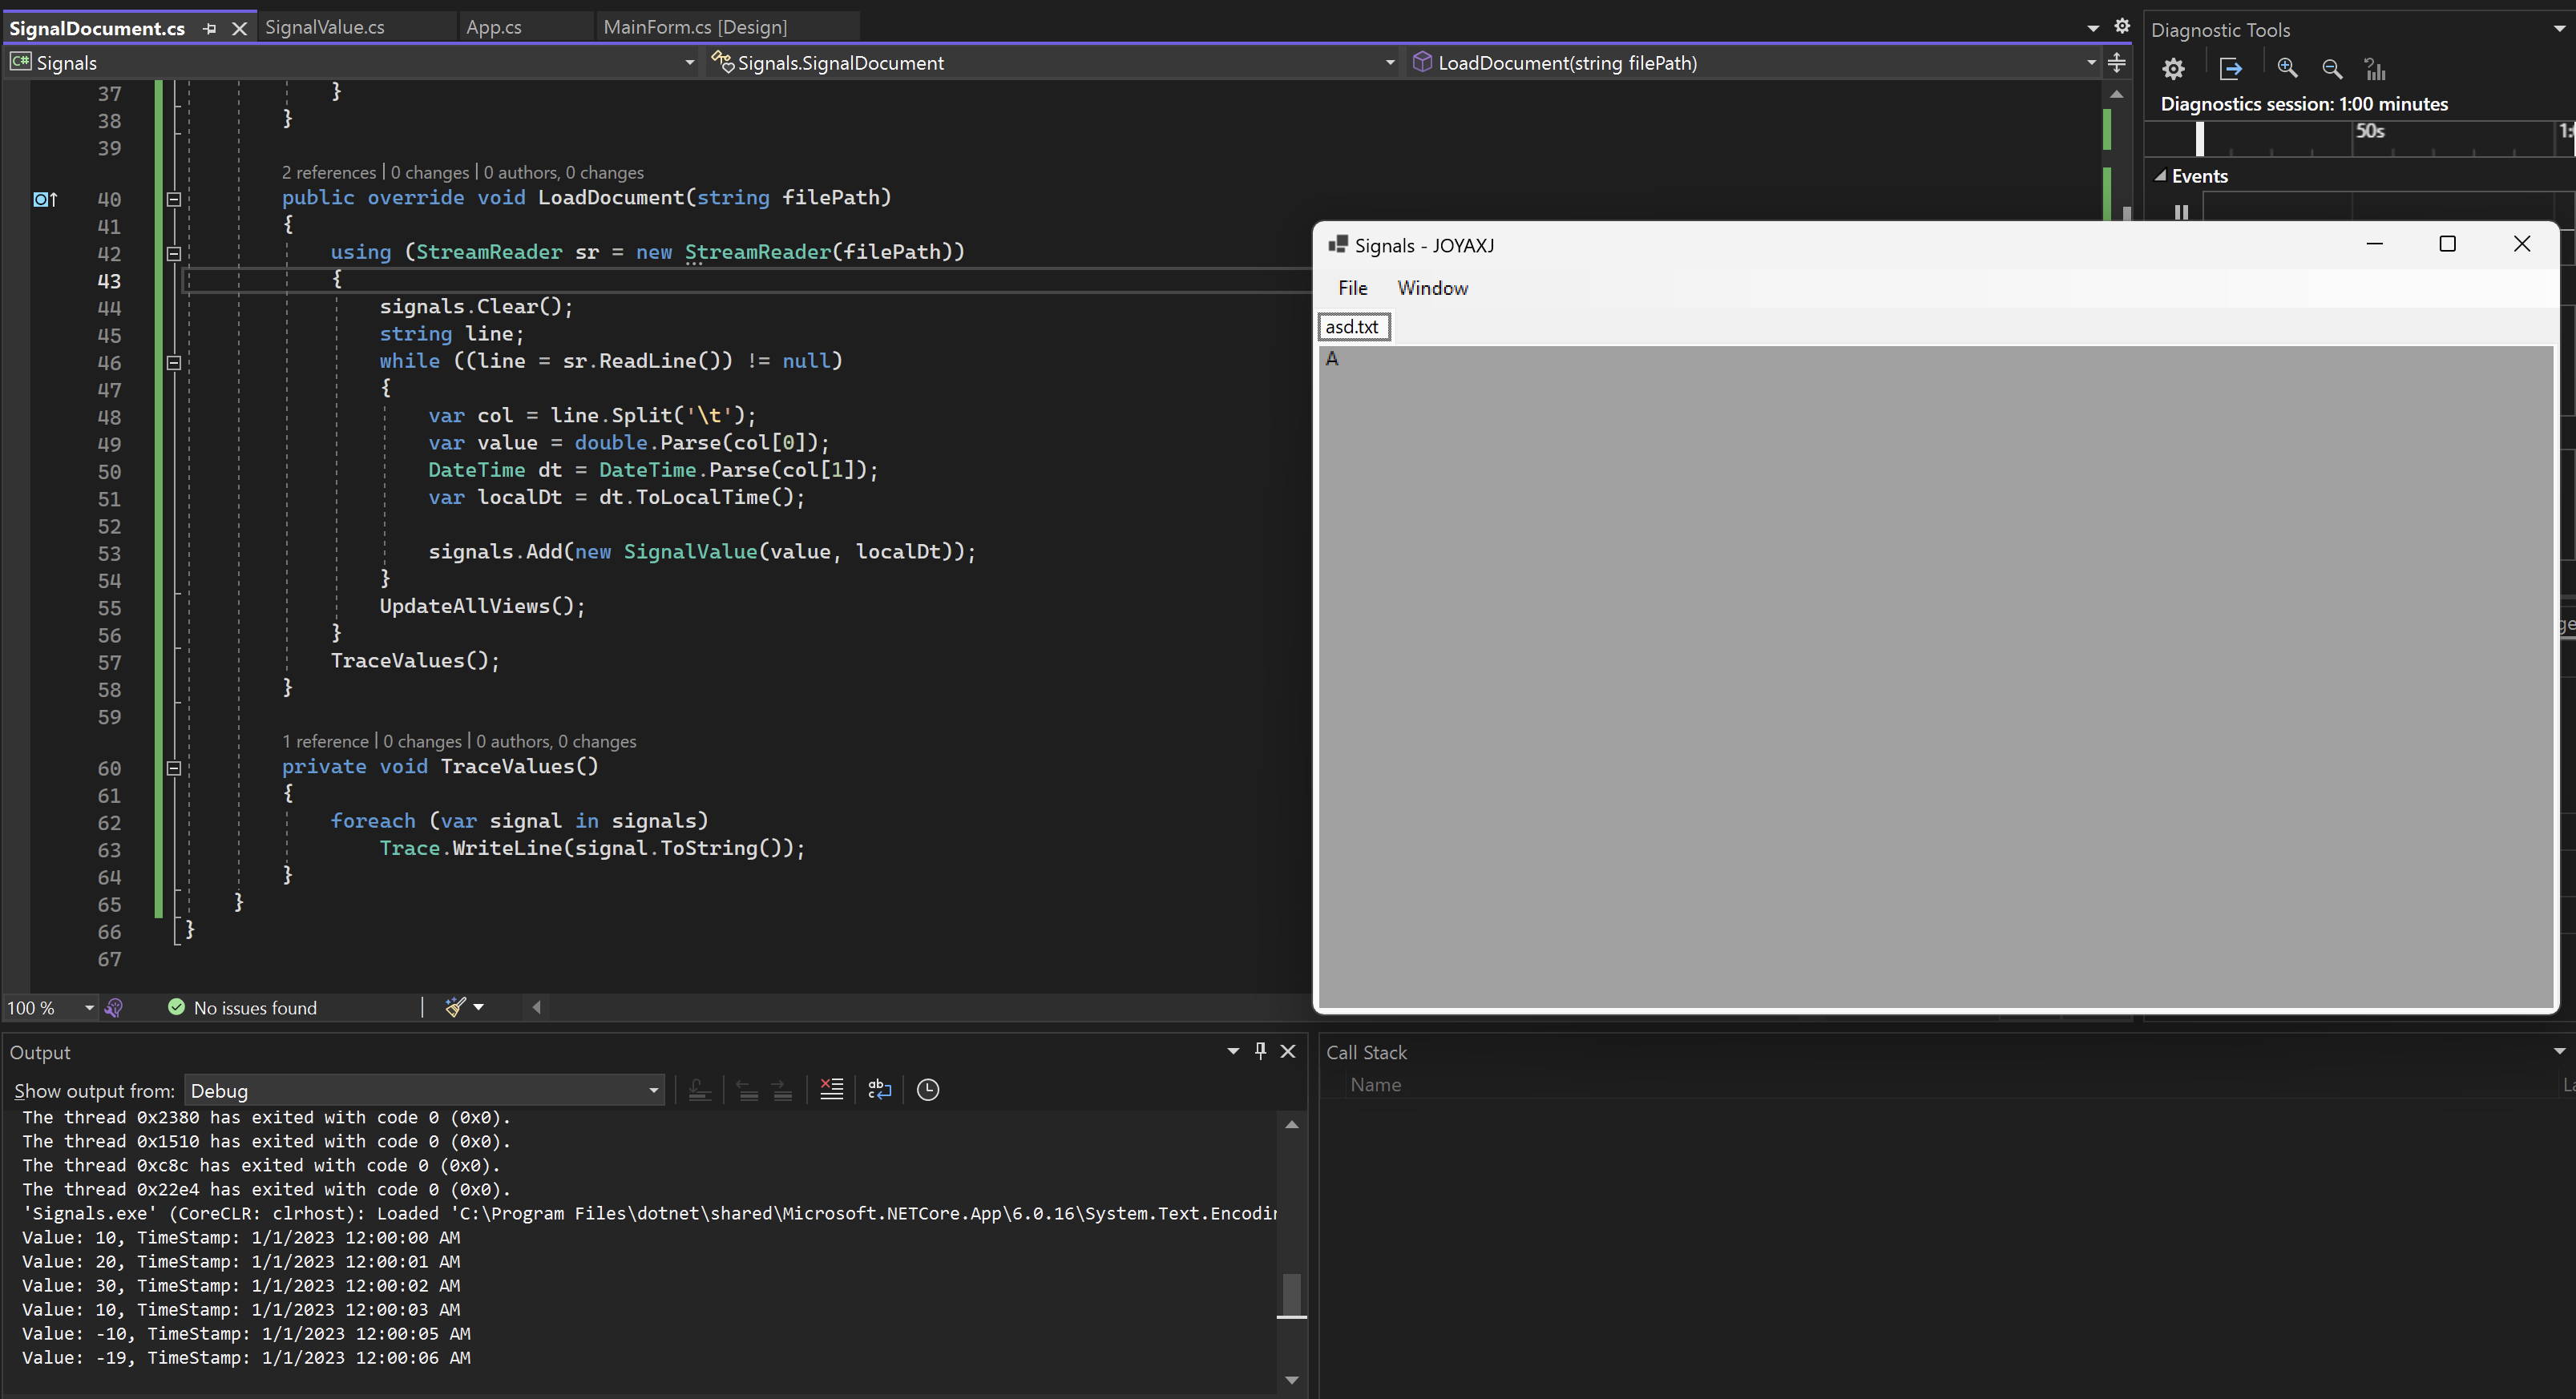 SignalDocument.cs
SignalValue.cs
App.cs
MainForm.cs [Design]
Signals
Signals.SignalDocument
LoadDocument(string filePath)
37 }
38 }
39
2 references | 0 changes | 0 authors, 0 changes
40 public override void LoadDocument(string filePath)
41 {
42 using (StreamReader sr = new StreamReader(filePath))
43 {
44 signals.Clear();
45 string line;
46 while ((line = sr.ReadLine()) != null)
47 {
48 var col = line.Split('\t');
49 var value = double.Parse(col[0]);
50 DateTime dt = DateTime.Parse(col[1]);
51 var localDt = dt.ToLocalTime();
52
53 signals.Add(new SignalValue(value, localDt));
54 }
55 UpdateAllViews();
56 }
57 TraceValues();
58 }
59
1 reference | 0 changes | 0 authors, 0 changes
60 private void TraceValues()
61 {
62 foreach (var signal in signals)
63 Trace.WriteLine(signal.ToString());
64 }
65 }
66 }
67
100 %
No issues found
Diagnostic Tools
Diagnostics session: 1:00 minutes
50s
Events
Signals - JOYAXJ
File Window
asd.txt
A
Output
Show output from: Debug
The thread 0x2380 has exited with code 0 (0x0).
The thread 0x1510 has exited with code 0 (0x0).
The thread 0xc8c has exited with code 0 (0x0).
The thread 0x22e4 has exited with code 0 (0x0).
'Signals.exe' (CoreCLR: clrhost): Loaded 'C:\Program Files\dotnet\shared\Microsoft.NETCore.App\6.0.16\System.Text.Encodin
Value: 10, TimeStamp: 1/1/2023 12:00:00 AM
Value: 20, TimeStamp: 1/1/2023 12:00:01 AM
Value: 30, TimeStamp: 1/1/2023 12:00:02 AM
Value: 10, TimeStamp: 1/1/2023 12:00:03 AM
Value: -10, TimeStamp: 1/1/2023 12:00:05 AM
Value: -19, TimeStamp: 1/1/2023 12:00:06 AM
Call Stack
Name